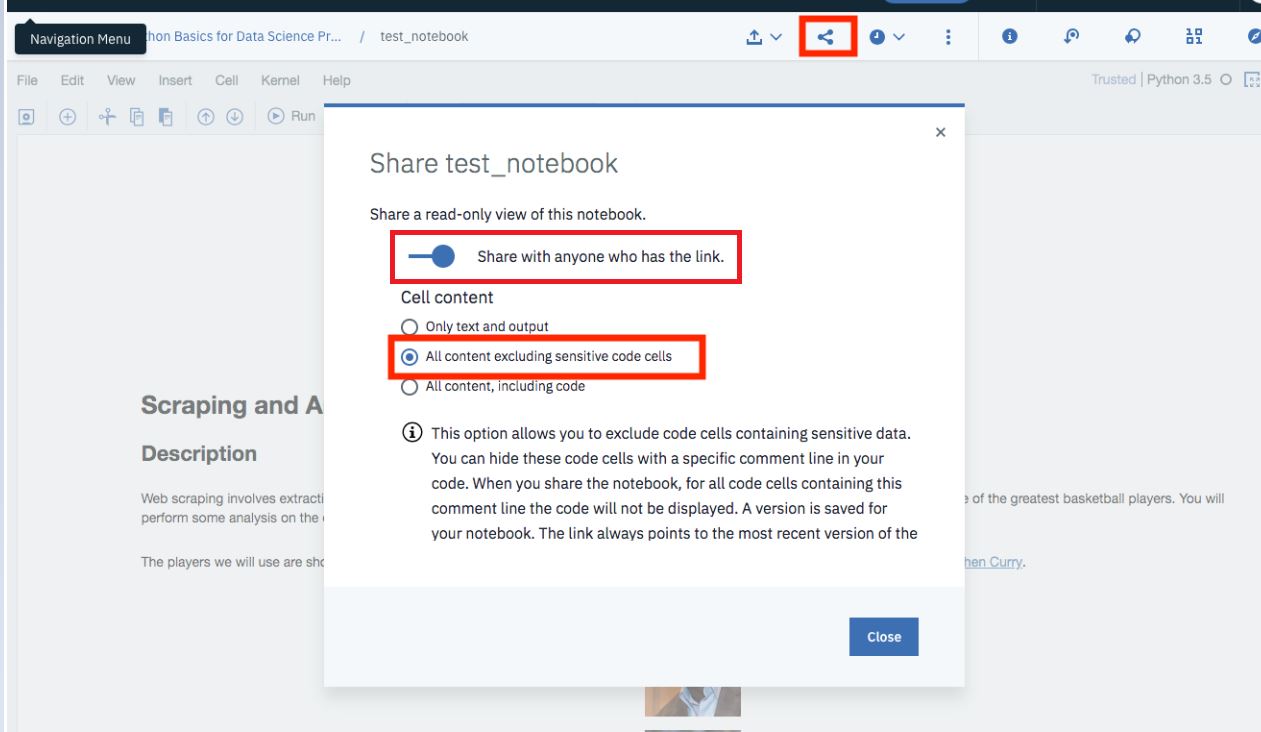 Navigation Menu
thon Basics for Data Science Pr... / test_notebook
File Edit View Insert Cell Kernel Help
Trusted | Python 3.5
Run
Share test_notebook
Share a read-only view of this notebook.
Share with anyone who has the link.
Cell content
Only text and output
All content excluding sensitive code cells
All content, including code
This option allows you to exclude code cells containing sensitive data.
You can hide these code cells with a specific comment line in your
code. When you share the notebook, for all code cells containing this
comment line the code will not be displayed. A version is saved for
your notebook. The link always points to the most recent version of the
Close
Scraping and A
Description
Web scraping involves extracti
e of the greatest basketball players. You will
perform some analysis on the
The players we will use are sho
hen Curry.